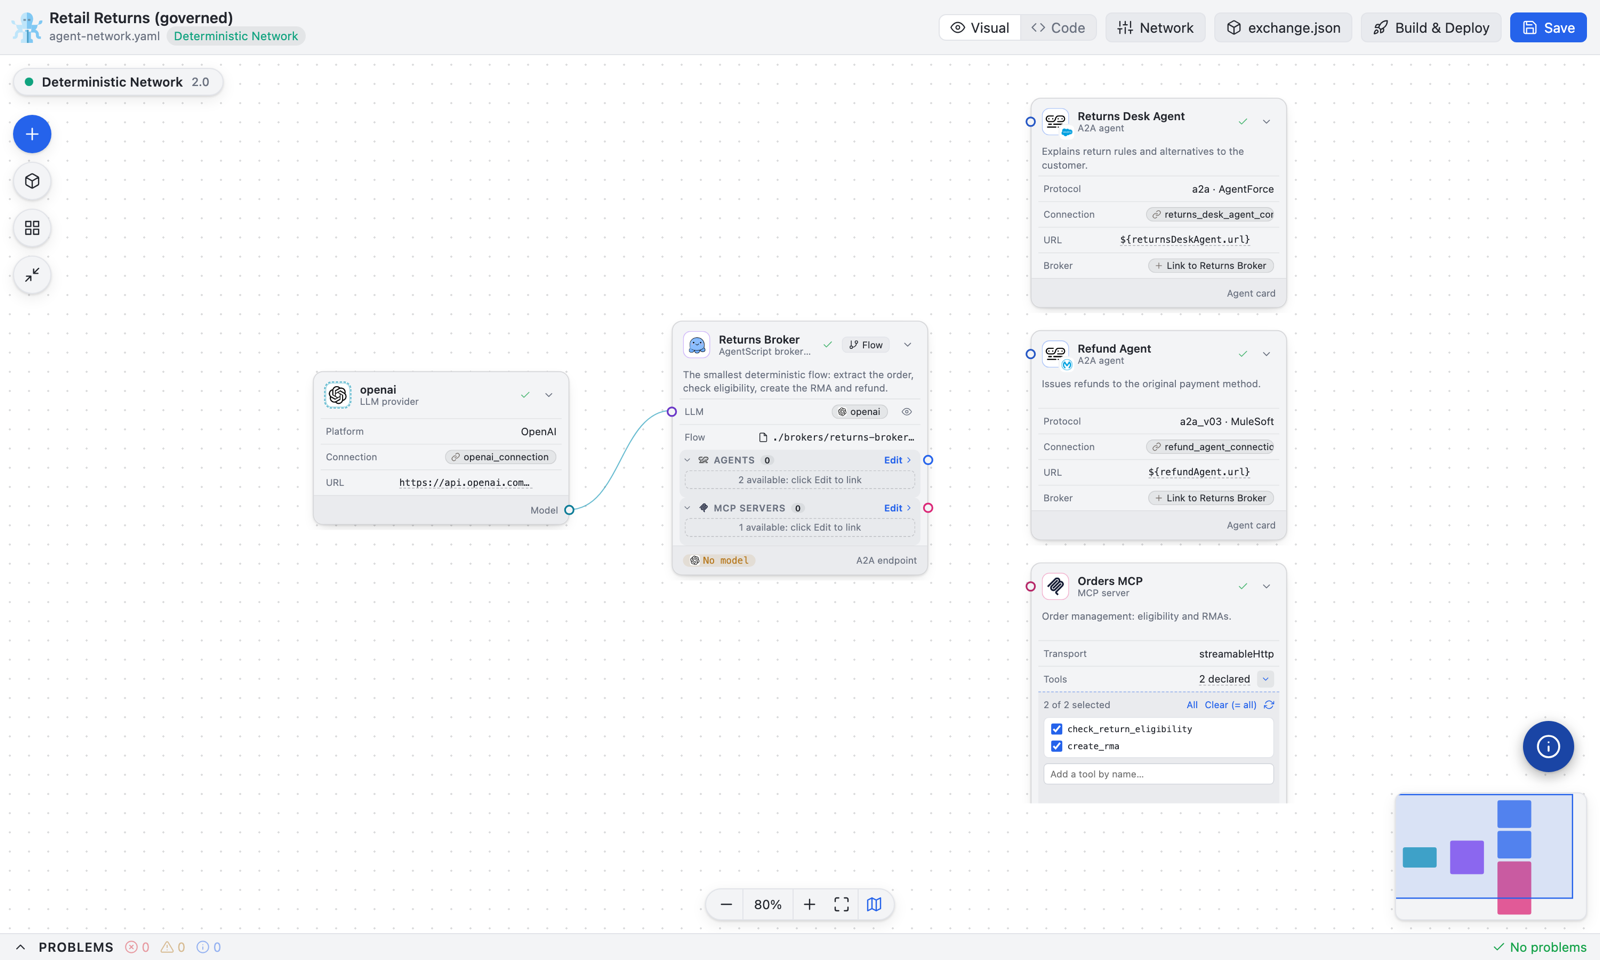 Retail Returns (governed)
agent-network.yaml
Deterministic Network
Visual
Code
Network
exchange.json
Build & Deploy
Save
Deterministic Network 2.0
openai
LLM provider
Platform
OpenAI
Connection
openai_connection
URL
https://api.openai.com…
Model
Returns Broker
AgentScript broker…
Flow
The smallest deterministic flow: extract the order,
check eligibility, create the RMA and refund.
LLM
openai
Flow
./brokers/returns-broker…
AGENTS 0
Edit
2 available: click Edit to link
MCP SERVERS 0
Edit
1 available: click Edit to link
No model
A2A endpoint
Returns Desk Agent
A2A agent
Explains return rules and alternatives to the
customer.
Protocol
a2a · AgentForce
Connection
returns_desk_agent_cor
URL
${returnsDeskAgent.url}
Broker
+ Link to Returns Broker
Agent card
Refund Agent
A2A agent
Issues refunds to the original payment method.
Protocol
a2a_v03 · MuleSoft
Connection
refund_agent_connectic
URL
${refundAgent.url}
Broker
+ Link to Returns Broker
Agent card
Orders MCP
MCP server
Order management: eligibility and RMAs.
Transport
streamableHttp
Tools
2 declared
2 of 2 selected
All
Clear (= all)
check_return_eligibility
create_rma
Add a tool by name…
80%
PROBLEMS
0
0
0
No problems